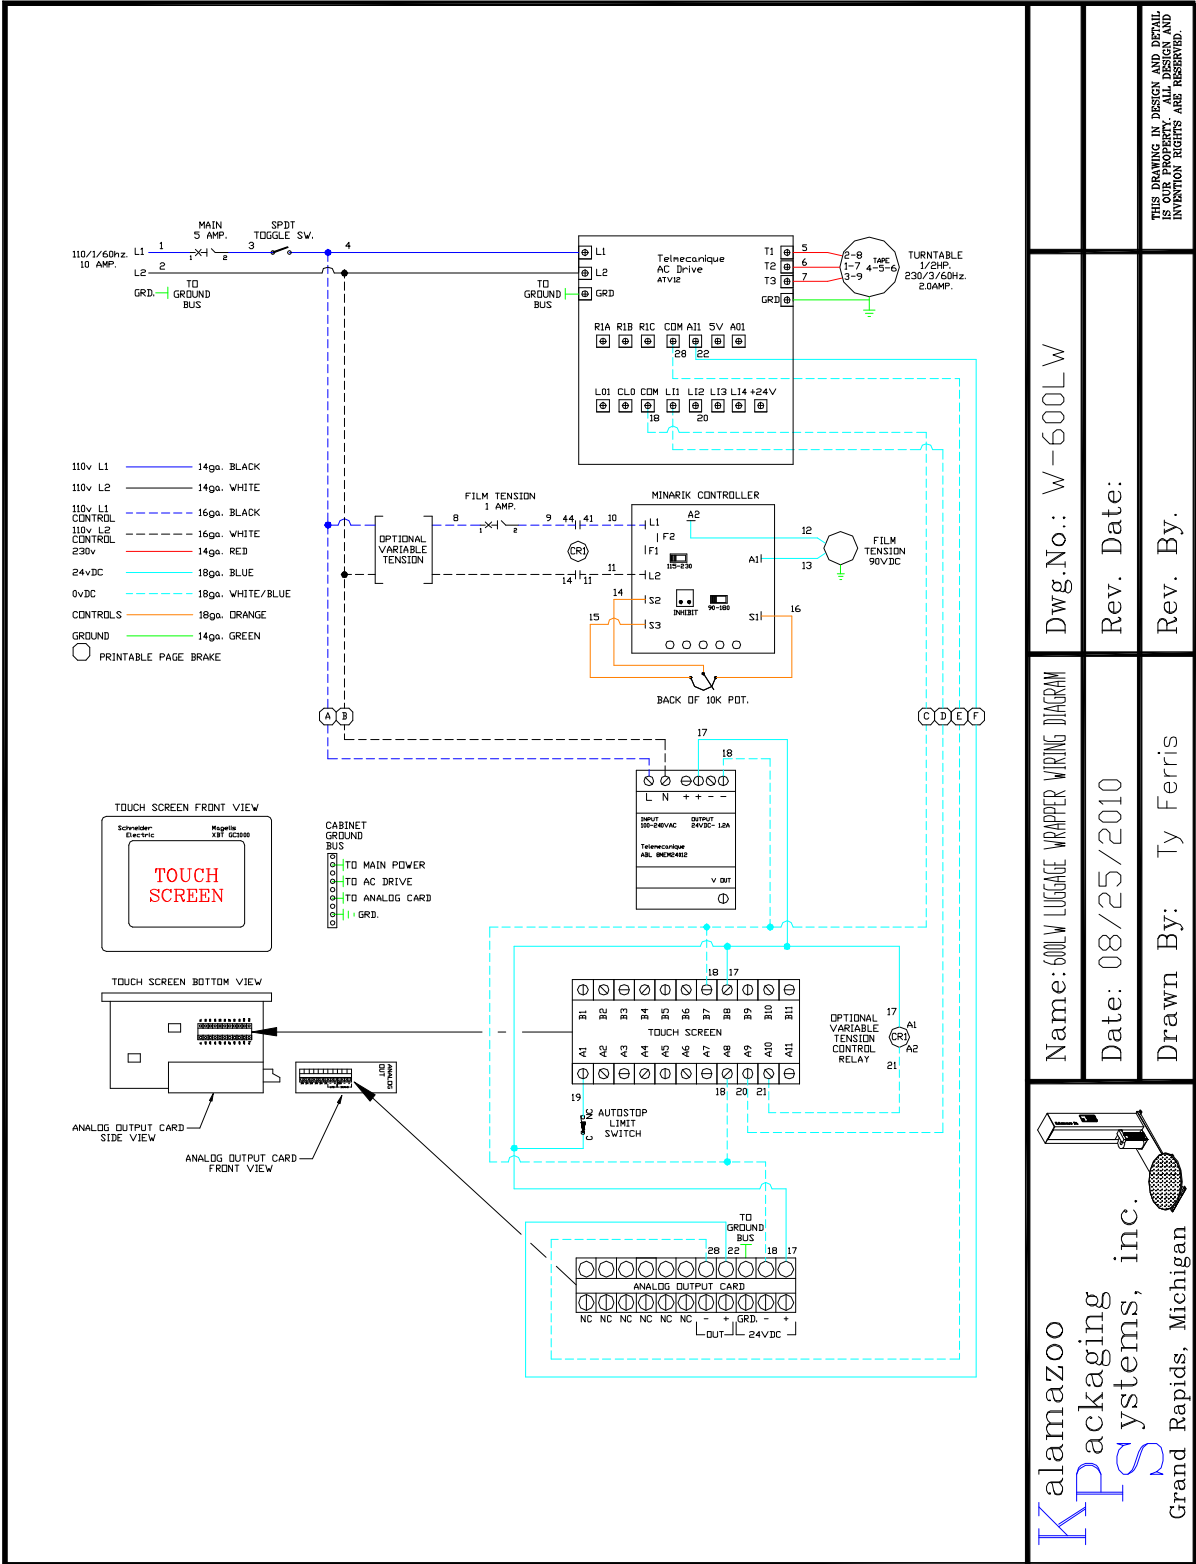 MAIN
5 AMP.
SPDT
TOGGLE SW.
110/1/60hz.
10 AMP.
L1
1
1
2
3
4
L2
2
GRD.
TO
GROUND
BUS
TO
GROUND
BUS
L1
L2
GRD
Telmecanique
AC Drive
ATV12
T1
T2
T3
GRD
5
6
7
2-8
1-7
3-9
TAPE
4-5-6
TURNTABLE
1/2HP.
230/3/60Hz.
2.0AMP.
R1A R1B R1C COM AI1 5V AO1
28 22
LO1 CLO COM LI1 LI2 LI3 LI4 +24V
18 20
110v L1 14ga. BLACK
110v L2 14ga. WHITE
110v L1
CONTROL 16ga. BLACK
110v L2
CONTROL 16ga. WHITE
230v 14ga. RED
24vDC 18ga. BLUE
0vDC 18ga. WHITE/BLUE
CONTROLS 18ga. ORANGE
GROUND 14ga. GREEN
PRINTABLE PAGE BRAKE
OPTIONAL
VARIABLE
TENSION
FILM TENSION
1 AMP.
8
1
2
9
44 41
10
CR1
14 11
11
MINARIK CONTROLLER
L1
A2
F2
F1
115-230
L2
S2
S3
INHIBIT
90-180
A1
S1
12
13
FILM
TENSION
90VDC
14
15
16
BACK OF 10K POT.
A B
C D E F
17
18
L N + + - -
INPUT
100-240VAC
OUTPUT
24VDC- 1.2A
Telemecanique
ABL 8MEM24012
V OUT
TOUCH SCREEN FRONT VIEW
Schneider
Electric
Magelis
XBT GC1000
TOUCH
SCREEN
CABINET
GROUND
BUS
TO MAIN POWER
TO AC DRIVE
TO ANALOG CARD
GRD.
TOUCH SCREEN BOTTOM VIEW
ANALOG
OUT
ANALOG OUTPUT CARD
SIDE VIEW
ANALOG OUTPUT CARD
FRONT VIEW
18 17
B1 B2 B3 B4 B5 B6 B7 B8 B9 B10 B11
TOUCH SCREEN
A1 A2 A3 A4 A5 A6 A7 A8 A9 A10 A11
19
18 20 21
C NC
AUTOSTOP
LIMIT
SWITCH
OPTIONAL
VARIABLE
TENSION
CONTROL
RELAY
17
A1
CR1
A2
21
TO
GROUND
BUS
28 22 18 17
ANALOG OUTPUT CARD
NC NC NC NC NC NC - + GRD. - +
OUT 24VDC
THIS DRAWING IN DESIGN AND DETAIL
IS OUR PROPERTY. ALL DESIGN AND
INVENTION RIGHTS ARE RESERVED.
Dwg.No.: W-600LW
Rev. Date:
Rev. By.
Name: 600LW LUGGAGE WRAPPER WIRING DIAGRAM
Date: 08/25/2010
Drawn By: Ty Ferris
Kalamazoo
Packaging
Systems, inc.
Grand Rapids, Michigan